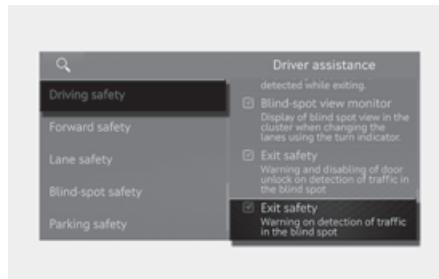 Driver assistance
Driving safety
Forward safety
Lane safety
Blind-spot safety
Parking safety
detected while exiting.
Blind-spot view monitor
Display of blind spot view in the
cluster when changing the
lanes using the turn indicator.
Exit safety
Warning and disabling of door
unlock on detection of traffic in
the blind spot
Exit safety
Warning on detection of traffic
in the blind spot